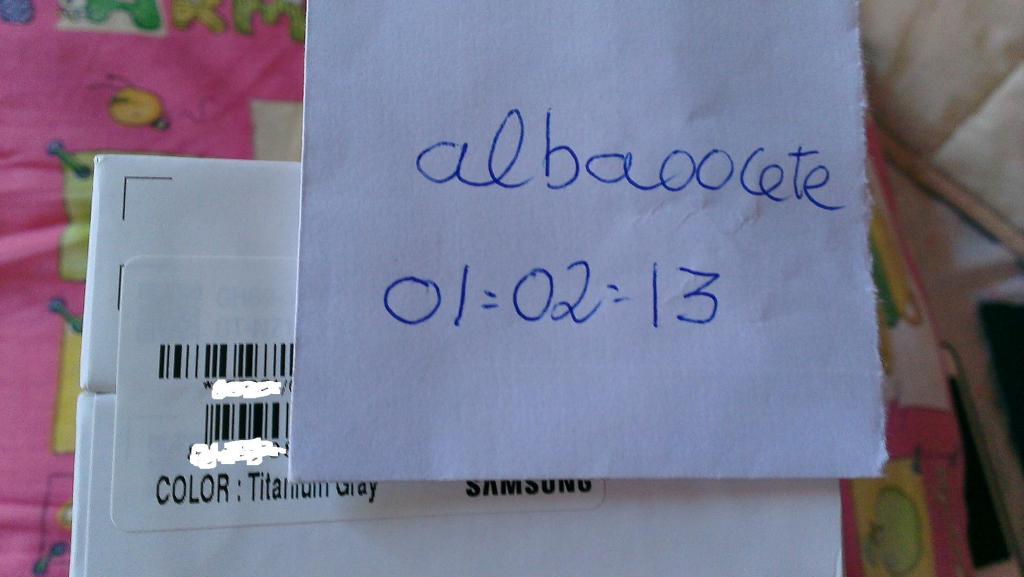 albaoocete
01=02=13
COLOR : Titanium Gray
SAMSUNG